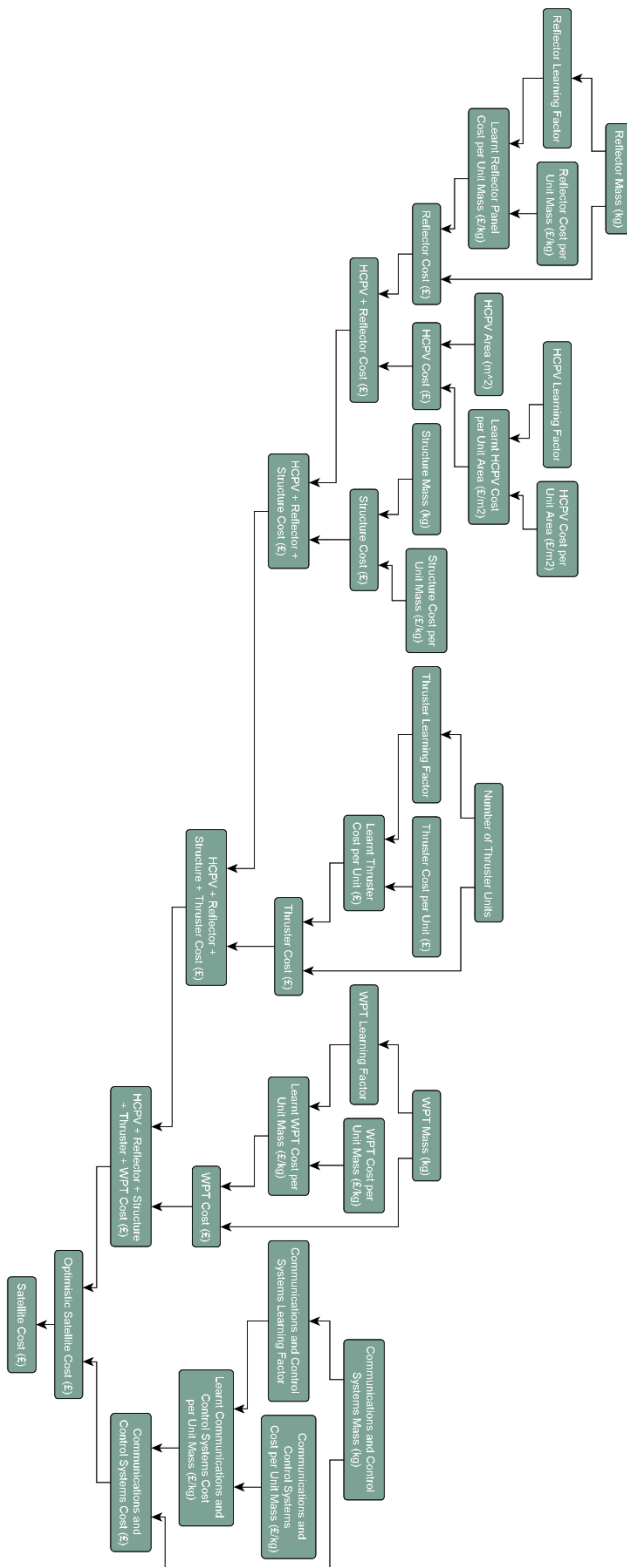 Reflector Mass (kg)
Reflector Learning Factor
Reflector Cost per
Unit Mass (£/kg)
Learnt Reflector Panel
Cost per Unit Mass (£/kg)
Reflector Cost (£)
HCPV Learning Factor
HCPV Cost per
Unit Area (£/m2)
HCPV Area (m^2)
Learnt HCPV Cost
per Unit Area (£/m2)
HCPV Cost (£)
HCPV + Reflector Cost (£)
Structure Mass (kg)
Structure Cost per
Unit Mass (£/kg)
Structure Cost (£)
HCPV + Reflector +
Structure Cost (£)
Number of Thruster Units
Thruster Learning Factor
Thruster Cost per Unit (£)
Learnt Thruster
Cost per Unit (£)
Thruster Cost (£)
HCPV + Reflector +
Structure + Thruster Cost (£)
WPT Mass (kg)
WPT Learning Factor
WPT Cost per
Unit Mass (£/kg)
Learnt WPT Cost per
Unit Mass (£/kg)
WPT Cost (£)
HCPV + Reflector + Structure
+ Thruster + WPT Cost (£)
Communications and Control
Systems Mass (kg)
Communications and Control
Systems Learning Factor
Communications and
Control Systems
Cost per Unit Mass (£/kg)
Learnt Communications and
Control Systems Cost
per Unit Mass (£/kg)
Communications and
Control Systems Cost (£)
Optimistic Satellite Cost (£)
Satellite Cost (£)